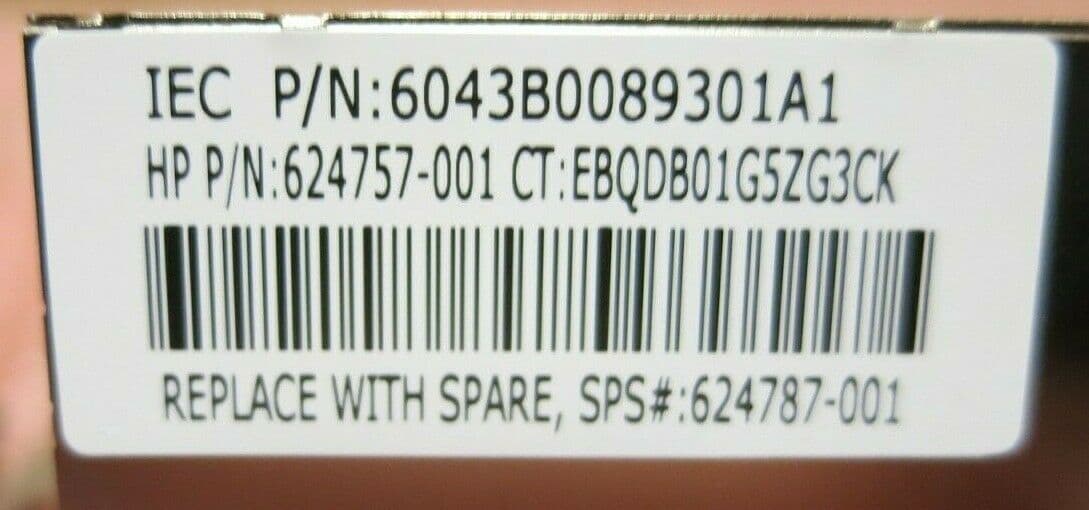 IEC P/N:6043B0089301A1
HP P/N:624757-001 CT:EBQDB01G5ZG3CK
REPLACE WITH SPARE, SPS#:624787-001